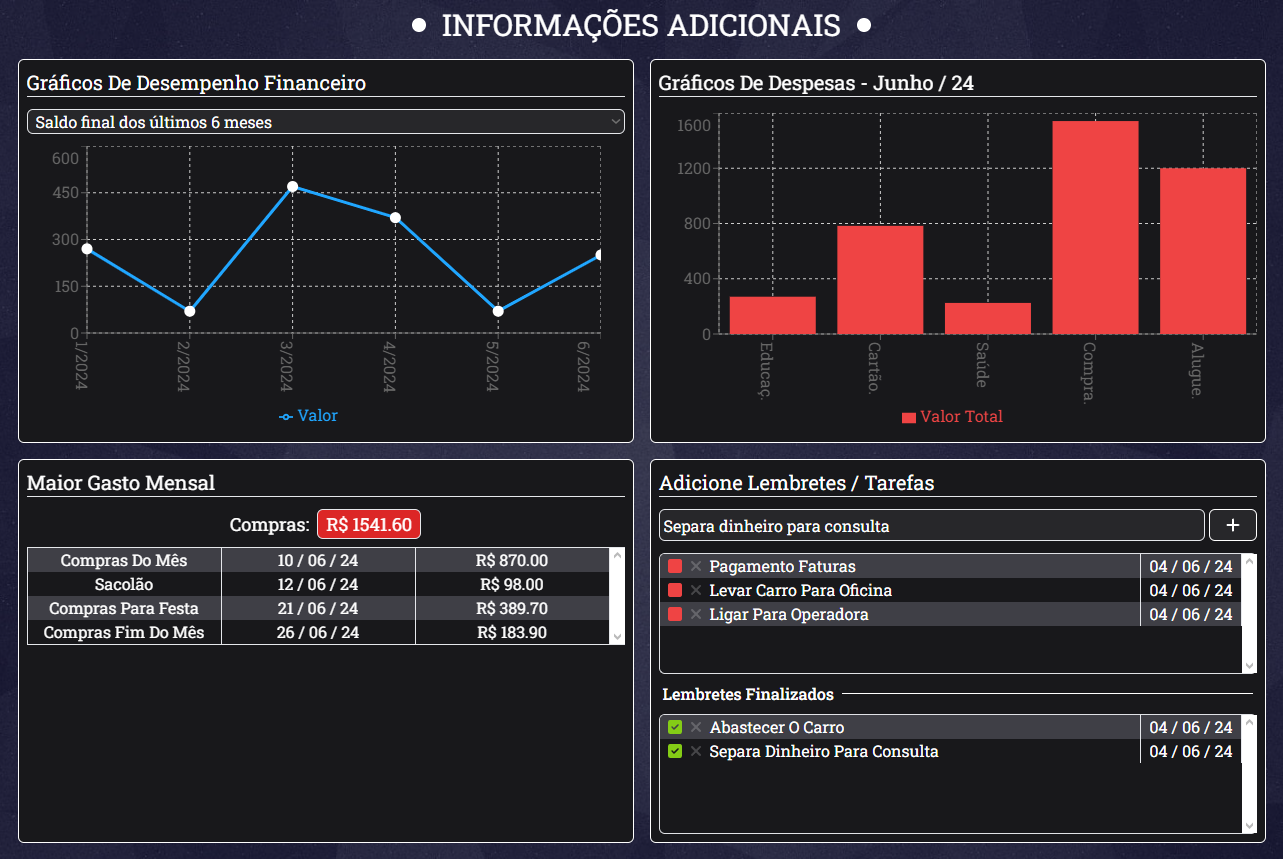 INFORMAÇÕES ADICIONAIS
Gráficos De Desempenho Financeiro
Saldo final dos últimos 6 meses
600
450
300
150
0
1/2024
2/2024
3/2024
4/2024
5/2024
6/2024
Valor
Gráficos De Despesas - Junho / 24
1600
1200
800
400
0
Educaç.
Cartão.
Saúde
Compra.
Alugue.
Valor Total
Maior Gasto Mensal
Compras: R$ 1541.60
Compras Do Mês 10 / 06 / 24 R$ 870.00
Sacolão 12 / 06 / 24 R$ 98.00
Compras Para Festa 21 / 06 / 24 R$ 389.70
Compras Fim Do Mês 26 / 06 / 24 R$ 183.90
Adicione Lembretes / Tarefas
Separa dinheiro para consulta +
Pagamento Faturas 04 / 06 / 24
Levar Carro Para Oficina 04 / 06 / 24
Ligar Para Operadora 04 / 06 / 24
Lembretes Finalizados
Abastecer O Carro 04 / 06 / 24
Separa Dinheiro Para Consulta 04 / 06 / 24